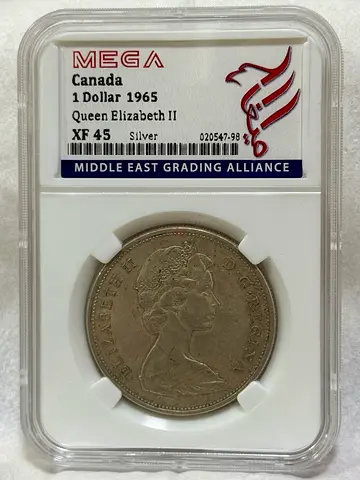 MEGA
Canada
1 Dollar 1965
Queen Elizabeth II
XF 45 Silver 020547-98
MIDDLE EAST GRADING ALLIANCE
ELIZABETH II D·G·REGINA